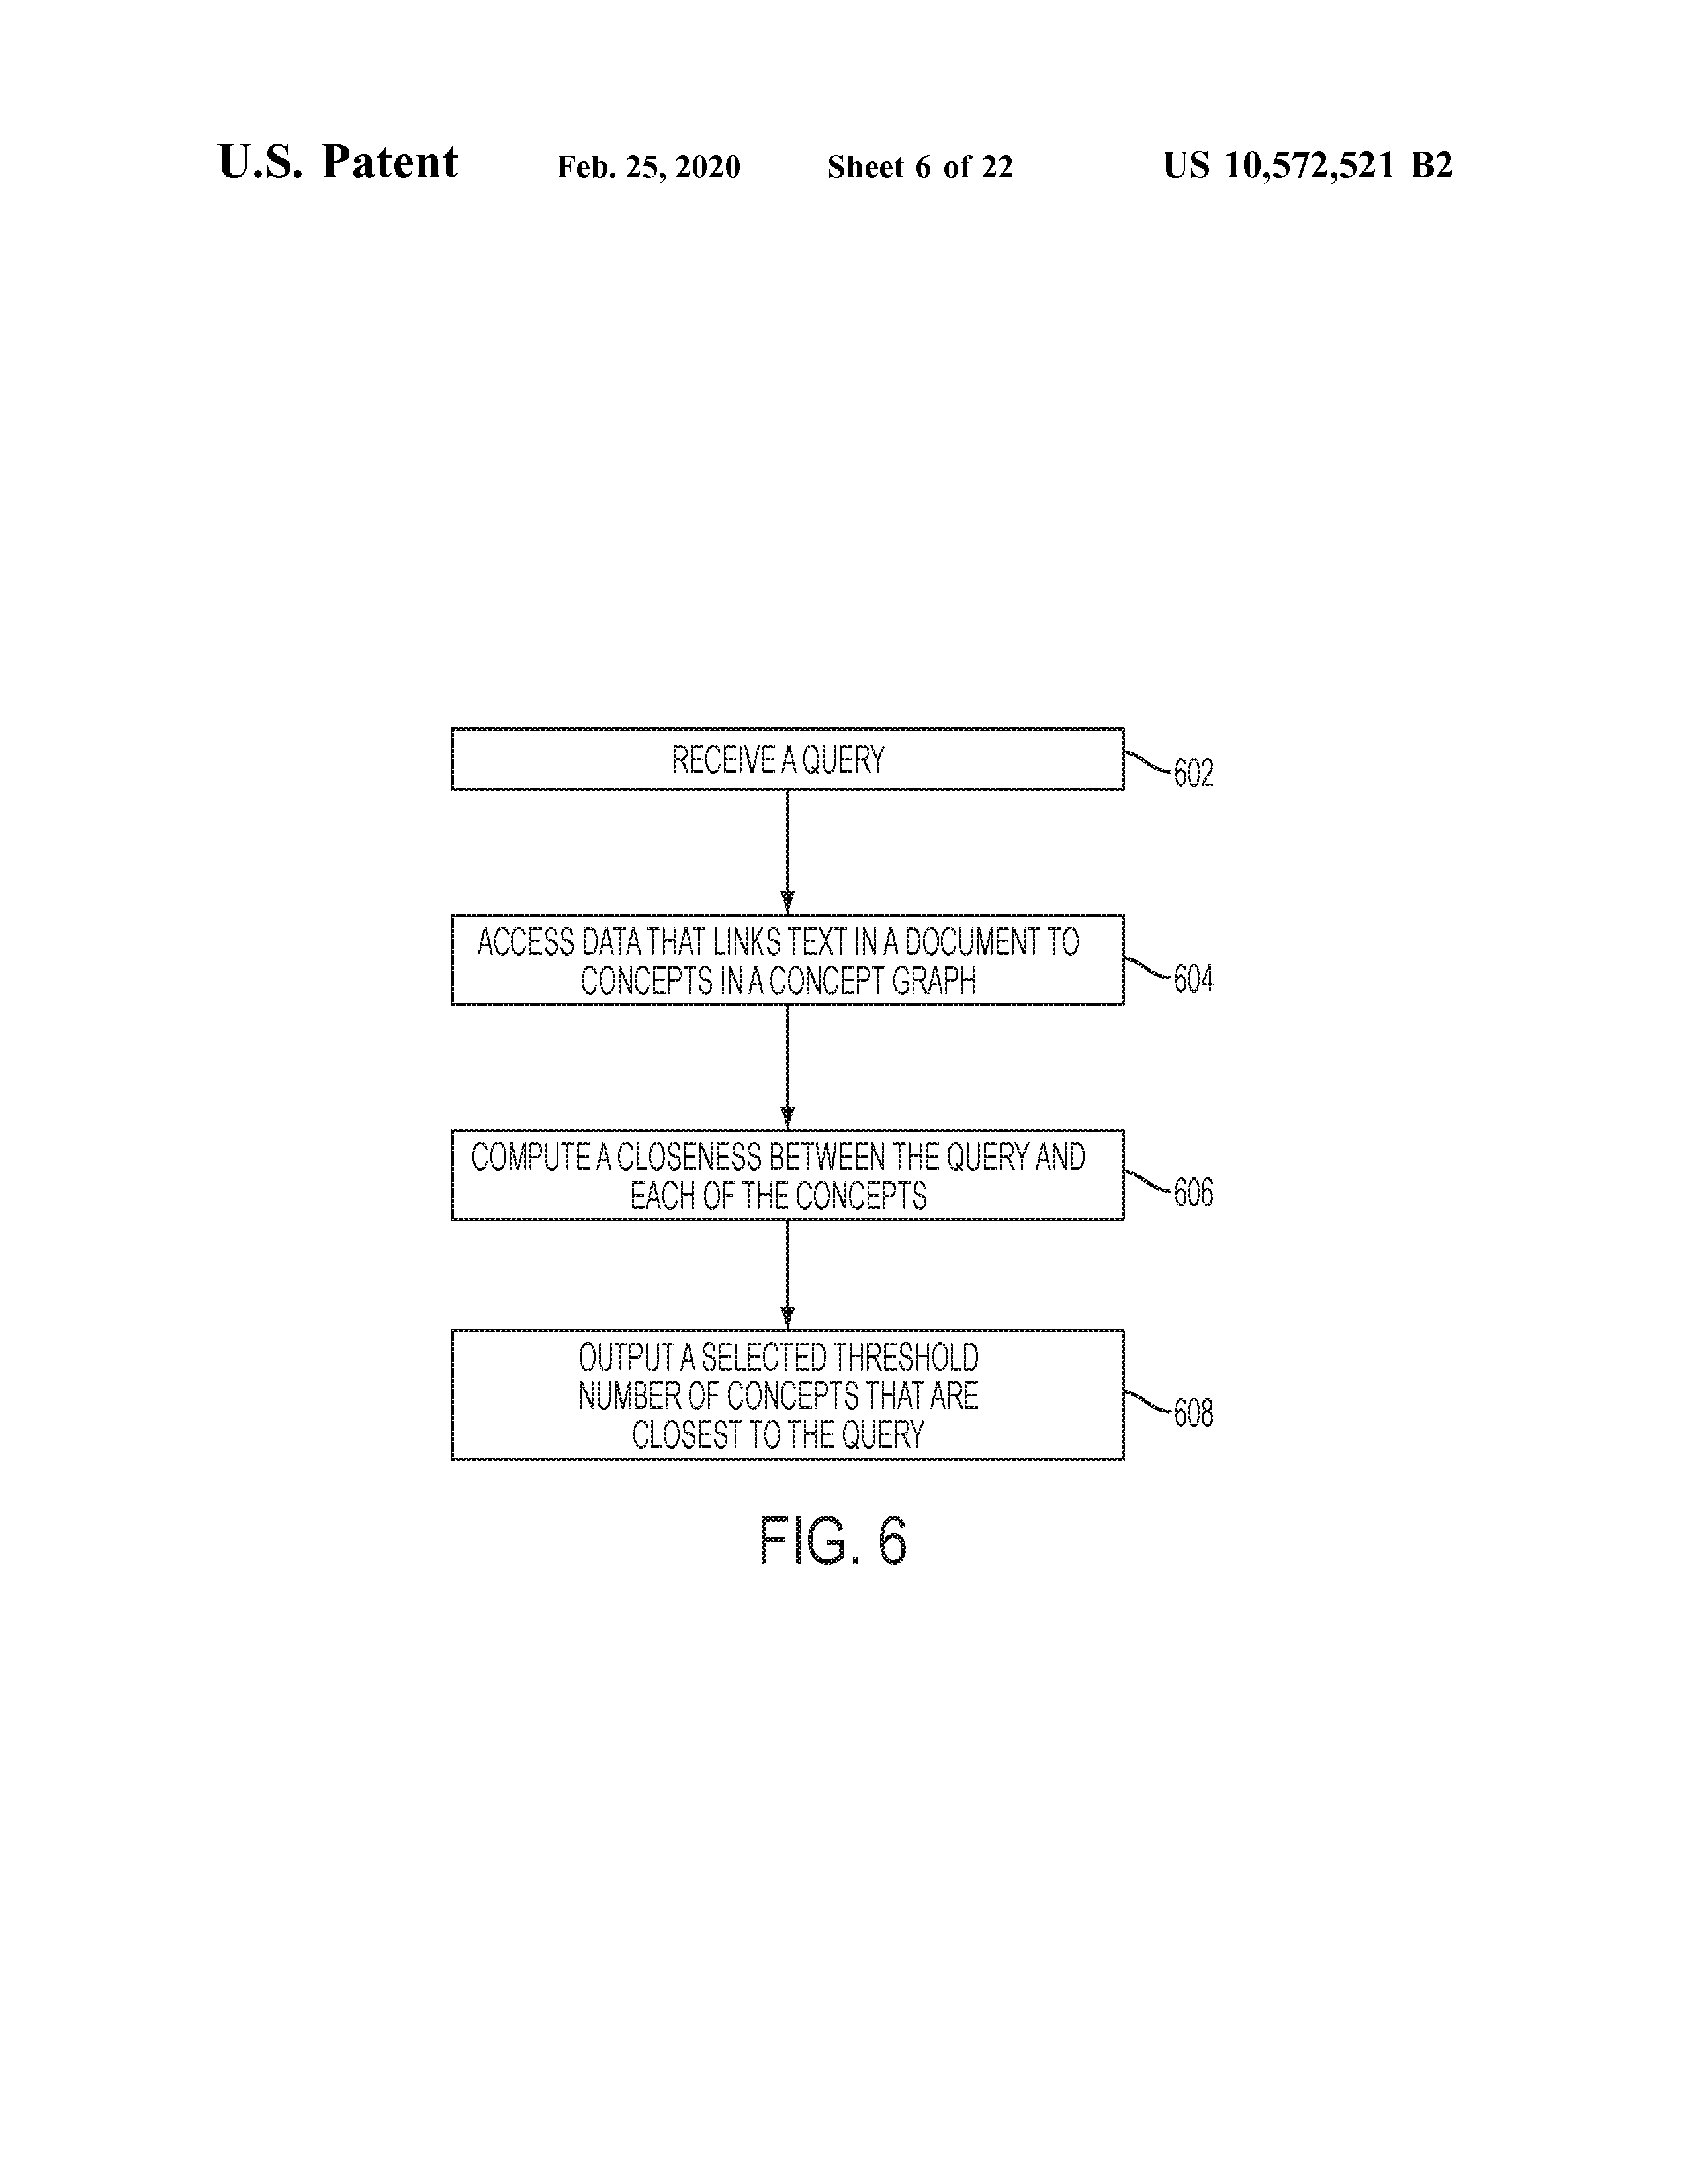 U.S. Patent Feb. 25, 2020 Sheet 6 of 22 US 10,572,521 B2
RECEIVE A QUERY
602
ACCESS DATA THAT LINKS TEXT IN A DOCUMENT TO
CONCEPTS IN A CONCEPT GRAPH
604
COMPUTE A CLOSENESS BETWEEN THE QUERY AND
EACH OF THE CONCEPTS
606
OUTPUT A SELECTED THRESHOLD
NUMBER OF CONCEPTS THAT ARE
CLOSEST TO THE QUERY
608
FIG. 6